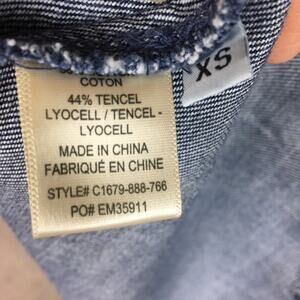 COTON
44% TENCEL
LYOCELL / TENCEL -
LYOCELL
MADE IN CHINA
FABRIQUÉ EN CHINE
STYLE# C1679-888-766
PO# EM35911
XS